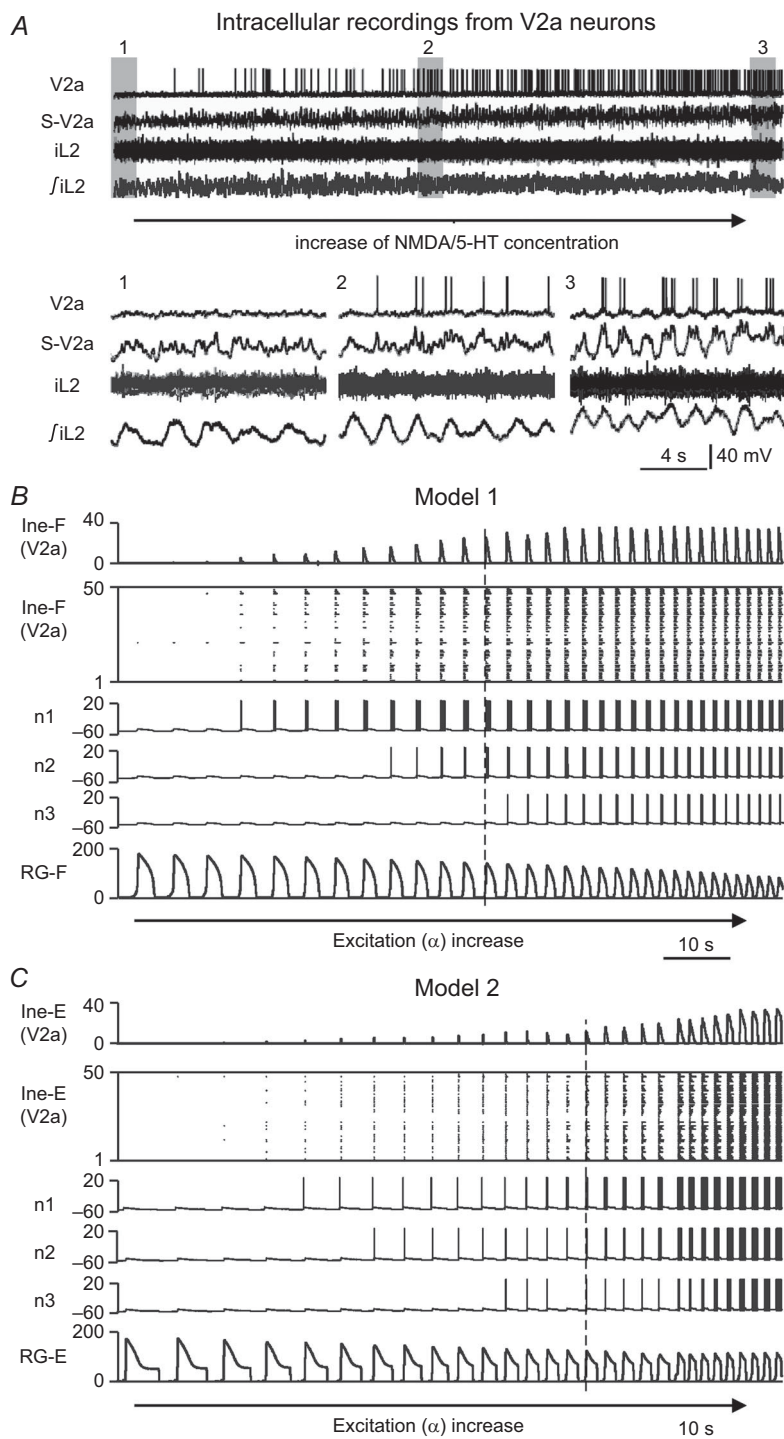 A Intracellular recordings from V2a neurons
1 2 3
V2a
S-V2a
iL2
∫iL2
increase of NMDA/5-HT concentration
1 2 3
V2a
S-V2a
iL2
∫iL2
4 s 40 mV
B Model 1
Ine-F
(V2a)
40
0
Ine-F
(V2a)
50
1
n1
20
–60
n2
20
–60
n3
20
–60
RG-F
200
0
Excitation (α) increase
10 s
C Model 2
Ine-E
(V2a)
40
0
Ine-E
(V2a)
50
1
n1
20
–60
n2
20
–60
n3
20
–60
RG-E
200
0
Excitation (α) increase
10 s